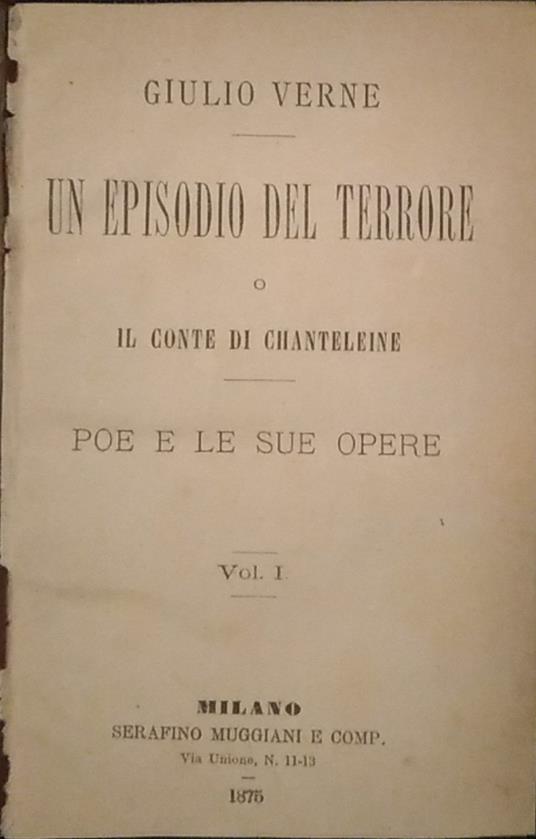 GIULIO VERNE
UN EPISODIO DEL TERRORE
O
IL CONTE DI CHANTELEINE
POE E LE SUE OPERE
Vol. I.
MILANO
SERAFINO MUGGIANI E COMP.
Via Unione, N. 11-13
1875